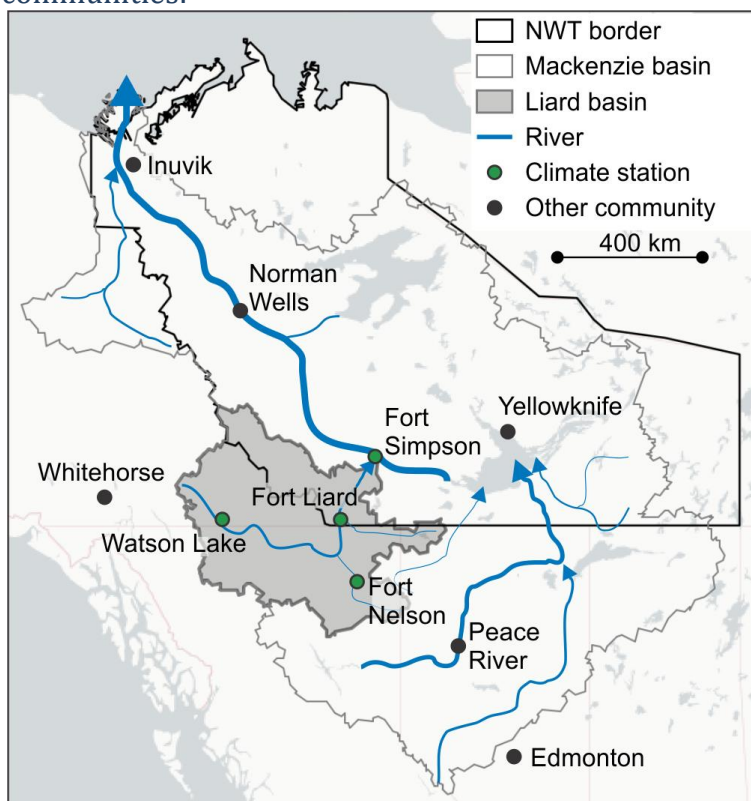 communities.
NWT border
Mackenzie basin
Liard basin
River
Climate station
Other community
400 km
Inuvik
Norman
Wells
Yellowknife
Fort
Simpson
Whitehorse
Fort Liard
Watson Lake
Fort
Nelson
Peace
River
Edmonton